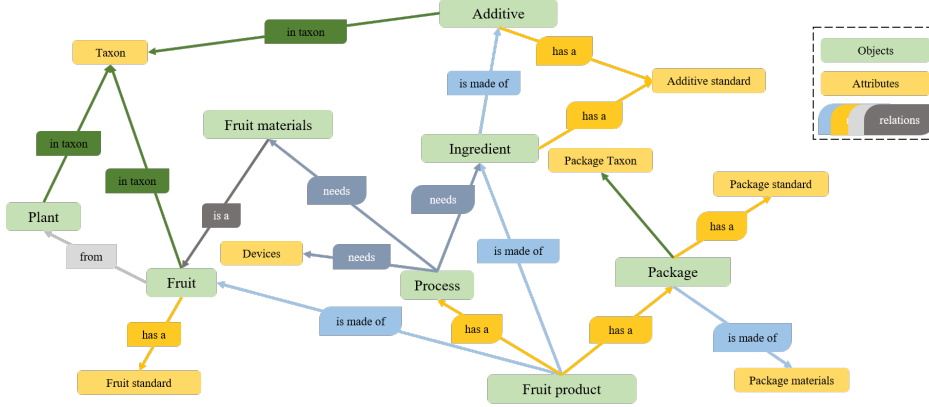 Additive
in taxon
Taxon
has a
Objects
is made of
Additive standard
Attributes
has a
relations
Fruit materials
in taxon
Ingredient
Package Taxon
in taxon
needs
needs
Package standard
Plant
is a
has a
from
Devices
needs
is made of
Fruit
Process
Package
is made of
has a
has a
has a
is made of
Fruit standard
Fruit product
Package materials